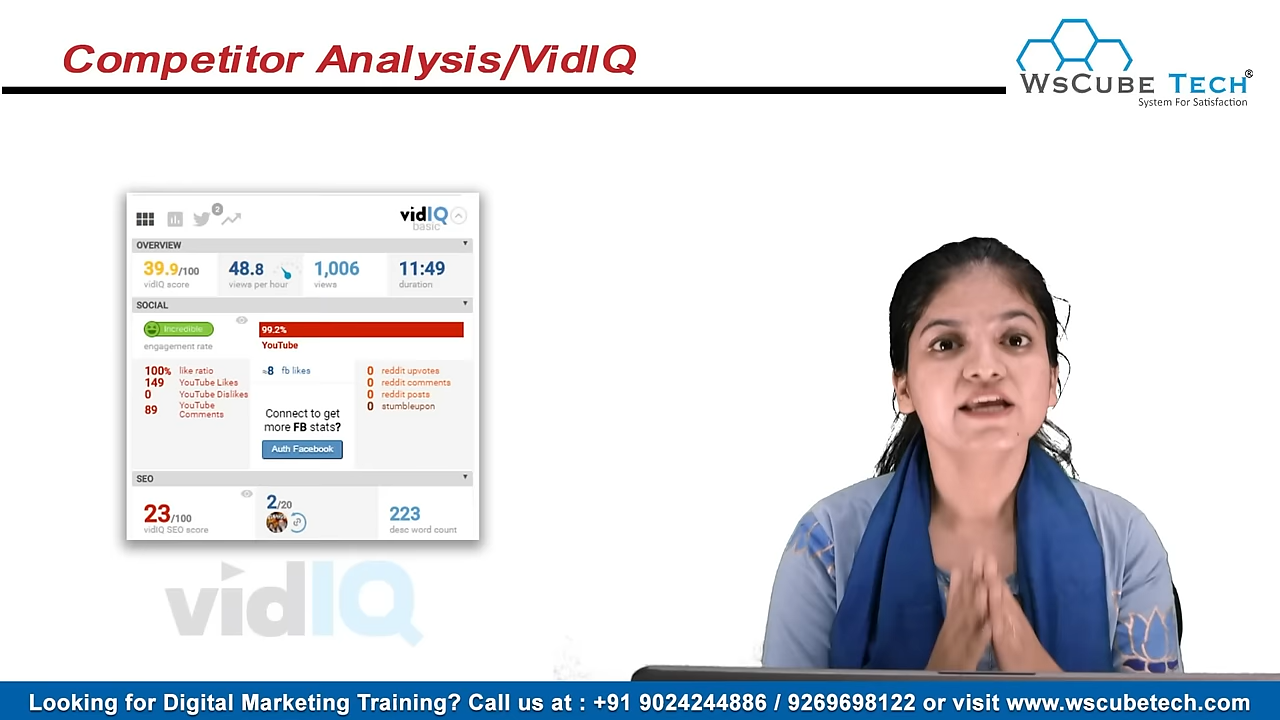 Competitor Analysis/VidIQ
WsCube Tech®
System For Satisfaction
2
vidIQ
basic
OVERVIEW
39.9/100
vidIQ score
48.8
views per hour
1,006
views
11:49
duration
SOCIAL
Incredible
engagement rate
99.2%
YouTube
100% like ratio
149 YouTube Likes
0 YouTube Dislikes
89 YouTube
Comments
≈8 fb likes
Connect to get
more FB stats?
Auth Facebook
0 reddit upvotes
0 reddit comments
0 reddit posts
0 stumbleupon
SEO
23/100
vidIQ SEO score
2/20
223
desc word count
vidIQ
Looking for Digital Marketing Training? Call us at : +91 9024244886 / 9269698122 or visit www.wscubetech.com